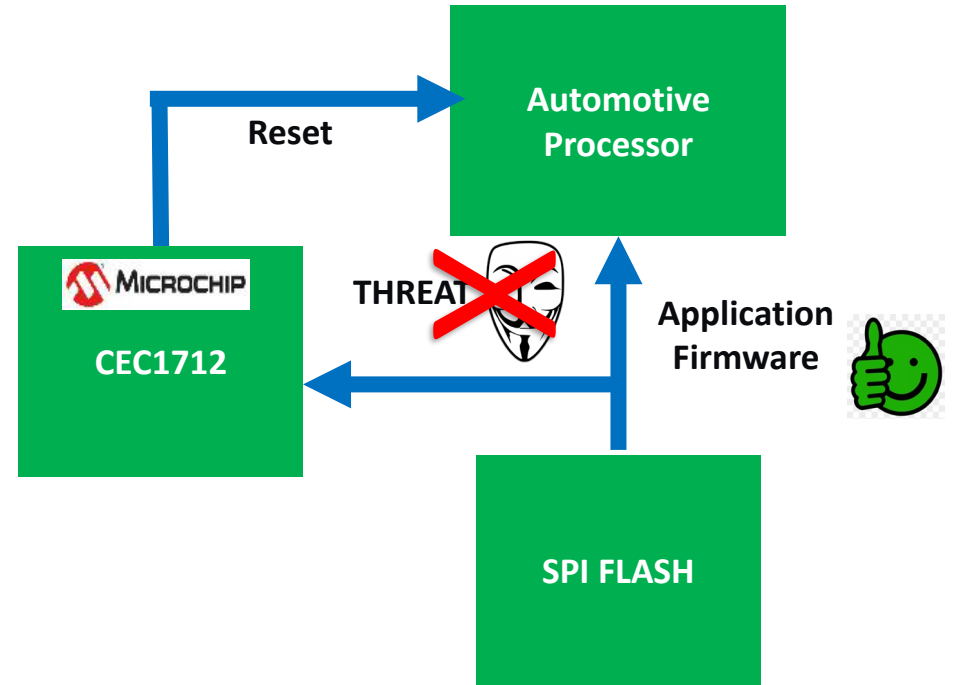 Automotive
Processor
Reset
MICROCHIP
CEC1712
THREAT
Application
Firmware
SPI FLASH